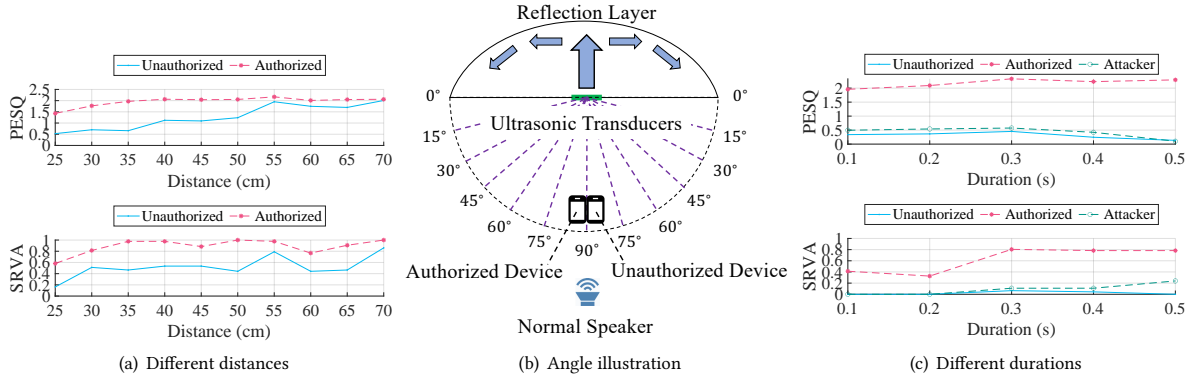 Unauthorized Authorized
PESQ
2.5
2
1.5
1
0.5
0
25 30 35 40 45 50 55 60 65 70
Distance (cm)
Unauthorized Authorized
SRVA
1
0.8
0.6
0.4
0.2
0
25 30 35 40 45 50 55 60 65 70
Distance (cm)
(a) Different distances
Reflection Layer
0° 0°
Ultrasonic Transducers
15° 15°
30° 30°
45° 45°
60° 60°
75° 75°
90°
Authorized Device Unauthorized Device
Normal Speaker
(b) Angle illustration
Unauthorized Authorized Attacker
PESQ
2
1.5
1
0.5
0
0.1 0.2 0.3 0.4 0.5
Duration (s)
Unauthorized Authorized Attacker
SRVA
1
0.8
0.6
0.4
0.2
0
0.1 0.2 0.3 0.4 0.5
Duration (s)
(c) Different durations